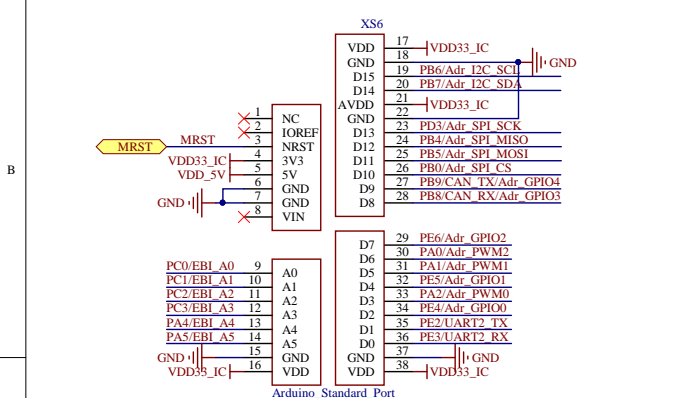 XS6
VDD 17 VDD33_IC
GND 18 GND
D15 19 PB6/Adr_I2C_SCL
D14 20 PB7/Adr_I2C_SDA
AVDD 21 VDD33_IC
GND 22
D13 23 PD3/Adr_SPI_SCK
D12 24 PB4/Adr_SPI_MISO
D11 25 PB5/Adr_SPI_MOSI
D10 26 PB0/Adr_SPI_CS
D9 27 PB9/CAN_TX/Adr_GPIO4
D8 28 PB8/CAN_RX/Adr_GPIO3
1 NC
2 IOREF
MRST MRST 3 NRST
VDD33_IC 4 3V3
VDD_5V 5 5V
6 GND
GND 7 GND
8 VIN
B
D7 29 PE6/Adr_GPIO2
D6 30 PA0/Adr_PWM2
D5 31 PA1/Adr_PWM1
D4 32 PE5/Adr_GPIO1
D3 33 PA2/Adr_PWM0
D2 34 PE4/Adr_GPIO0
D1 35 PE2/UART2_TX
D0 36 PE3/UART2_RX
GND 37 GND
VDD 38 VDD33_IC
PC0/EBI_A0 9 A0
PC1/EBI_A1 10 A1
PC2/EBI_A2 11 A2
PC3/EBI_A3 12 A3
PA4/EBI_A4 13 A4
PA5/EBI_A5 14 A5
GND 15 GND
VDD33_IC 16 VDD
Arduino_Standard_Port